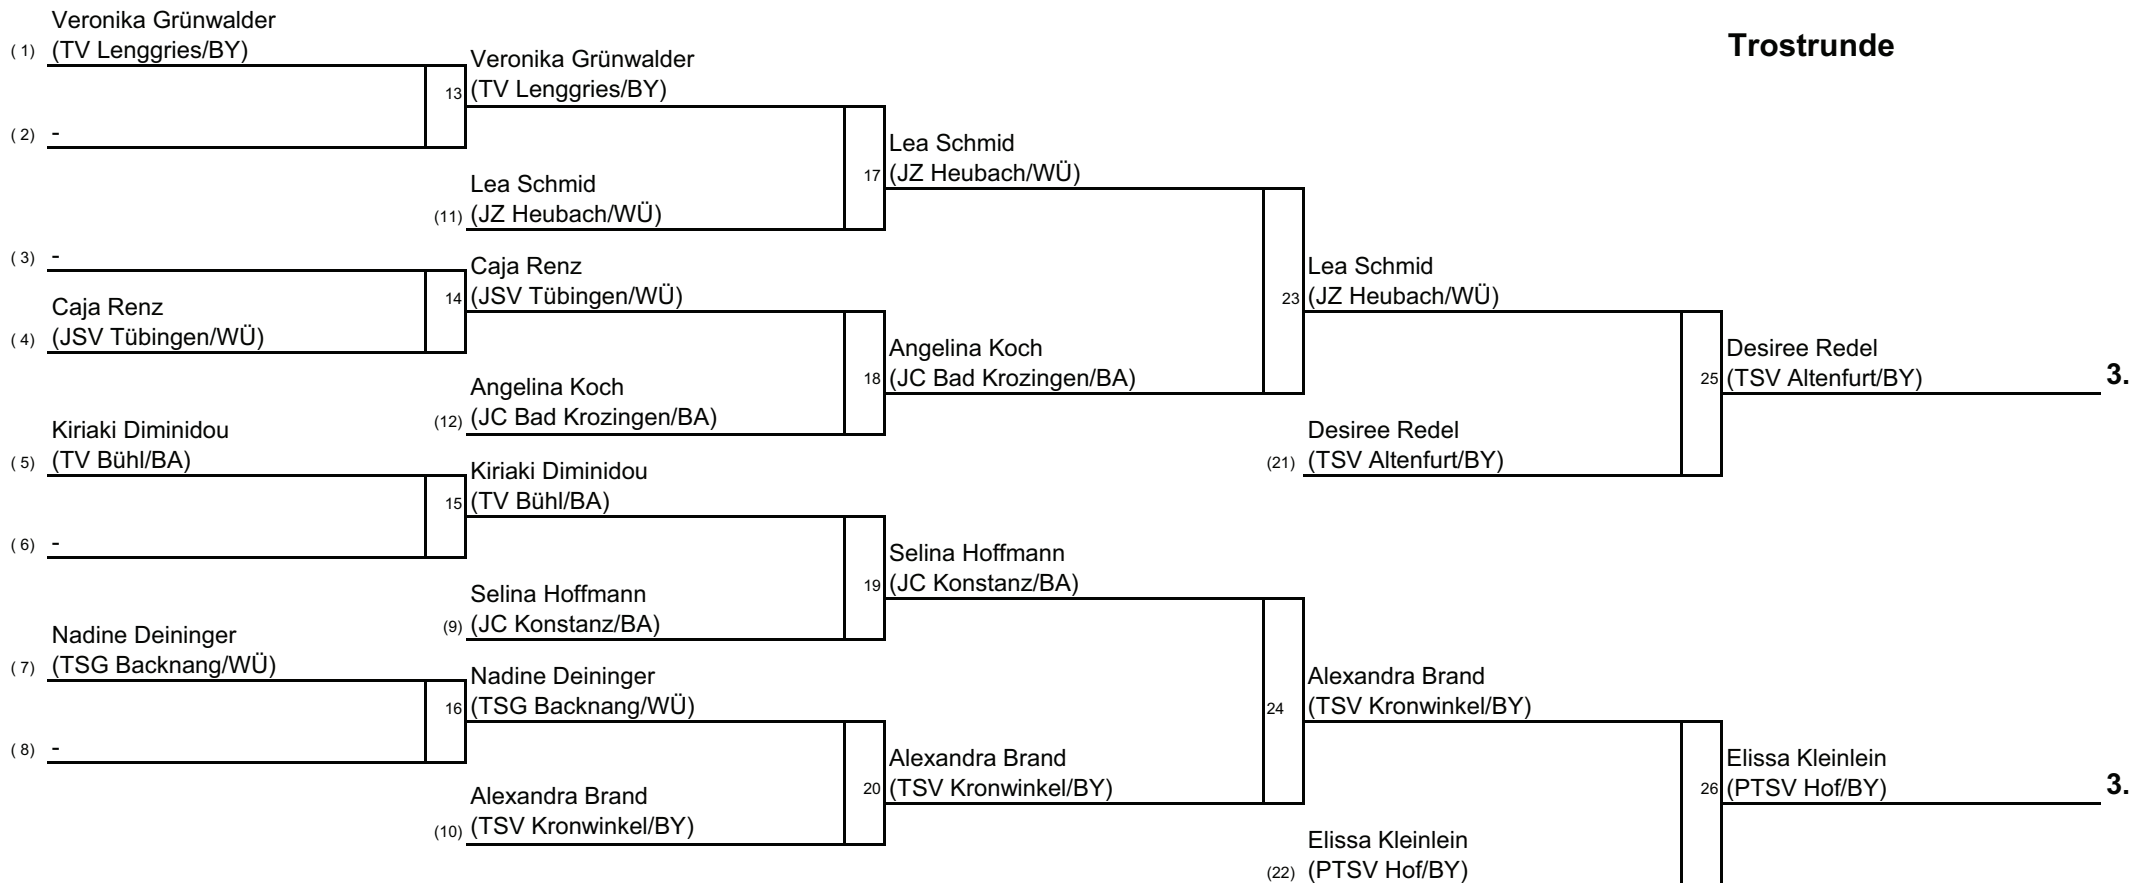 Trostrunde
Veronika Grünwalder
( 1) (TV Lenggries/BY)
( 2) -
( 3) -
Caja Renz
( 4) (JSV Tübingen/WÜ)
Kiriaki Diminidou
( 5) (TV Bühl/BA)
( 6) -
Nadine Deininger
( 7) (TSG Backnang/WÜ)
( 8) -
Veronika Grünwalder
13 (TV Lenggries/BY)
Lea Schmid
(11) (JZ Heubach/WÜ)
Caja Renz
14 (JSV Tübingen/WÜ)
Angelina Koch
(12) (JC Bad Krozingen/BA)
Kiriaki Diminidou
15 (TV Bühl/BA)
Selina Hoffmann
(9) (JC Konstanz/BA)
Nadine Deininger
16 (TSG Backnang/WÜ)
Alexandra Brand
(10) (TSV Kronwinkel/BY)
Lea Schmid
17 (JZ Heubach/WÜ)
Angelina Koch
18 (JC Bad Krozingen/BA)
Selina Hoffmann
19 (JC Konstanz/BA)
Alexandra Brand
20 (TSV Kronwinkel/BY)
Lea Schmid
23 (JZ Heubach/WÜ)
Desiree Redel
(21) (TSV Altenfurt/BY)
Alexandra Brand
24 (TSV Kronwinkel/BY)
Elissa Kleinlein
(22) (PTSV Hof/BY)
Desiree Redel
25 (TSV Altenfurt/BY) 3.
Elissa Kleinlein
26 (PTSV Hof/BY) 3.